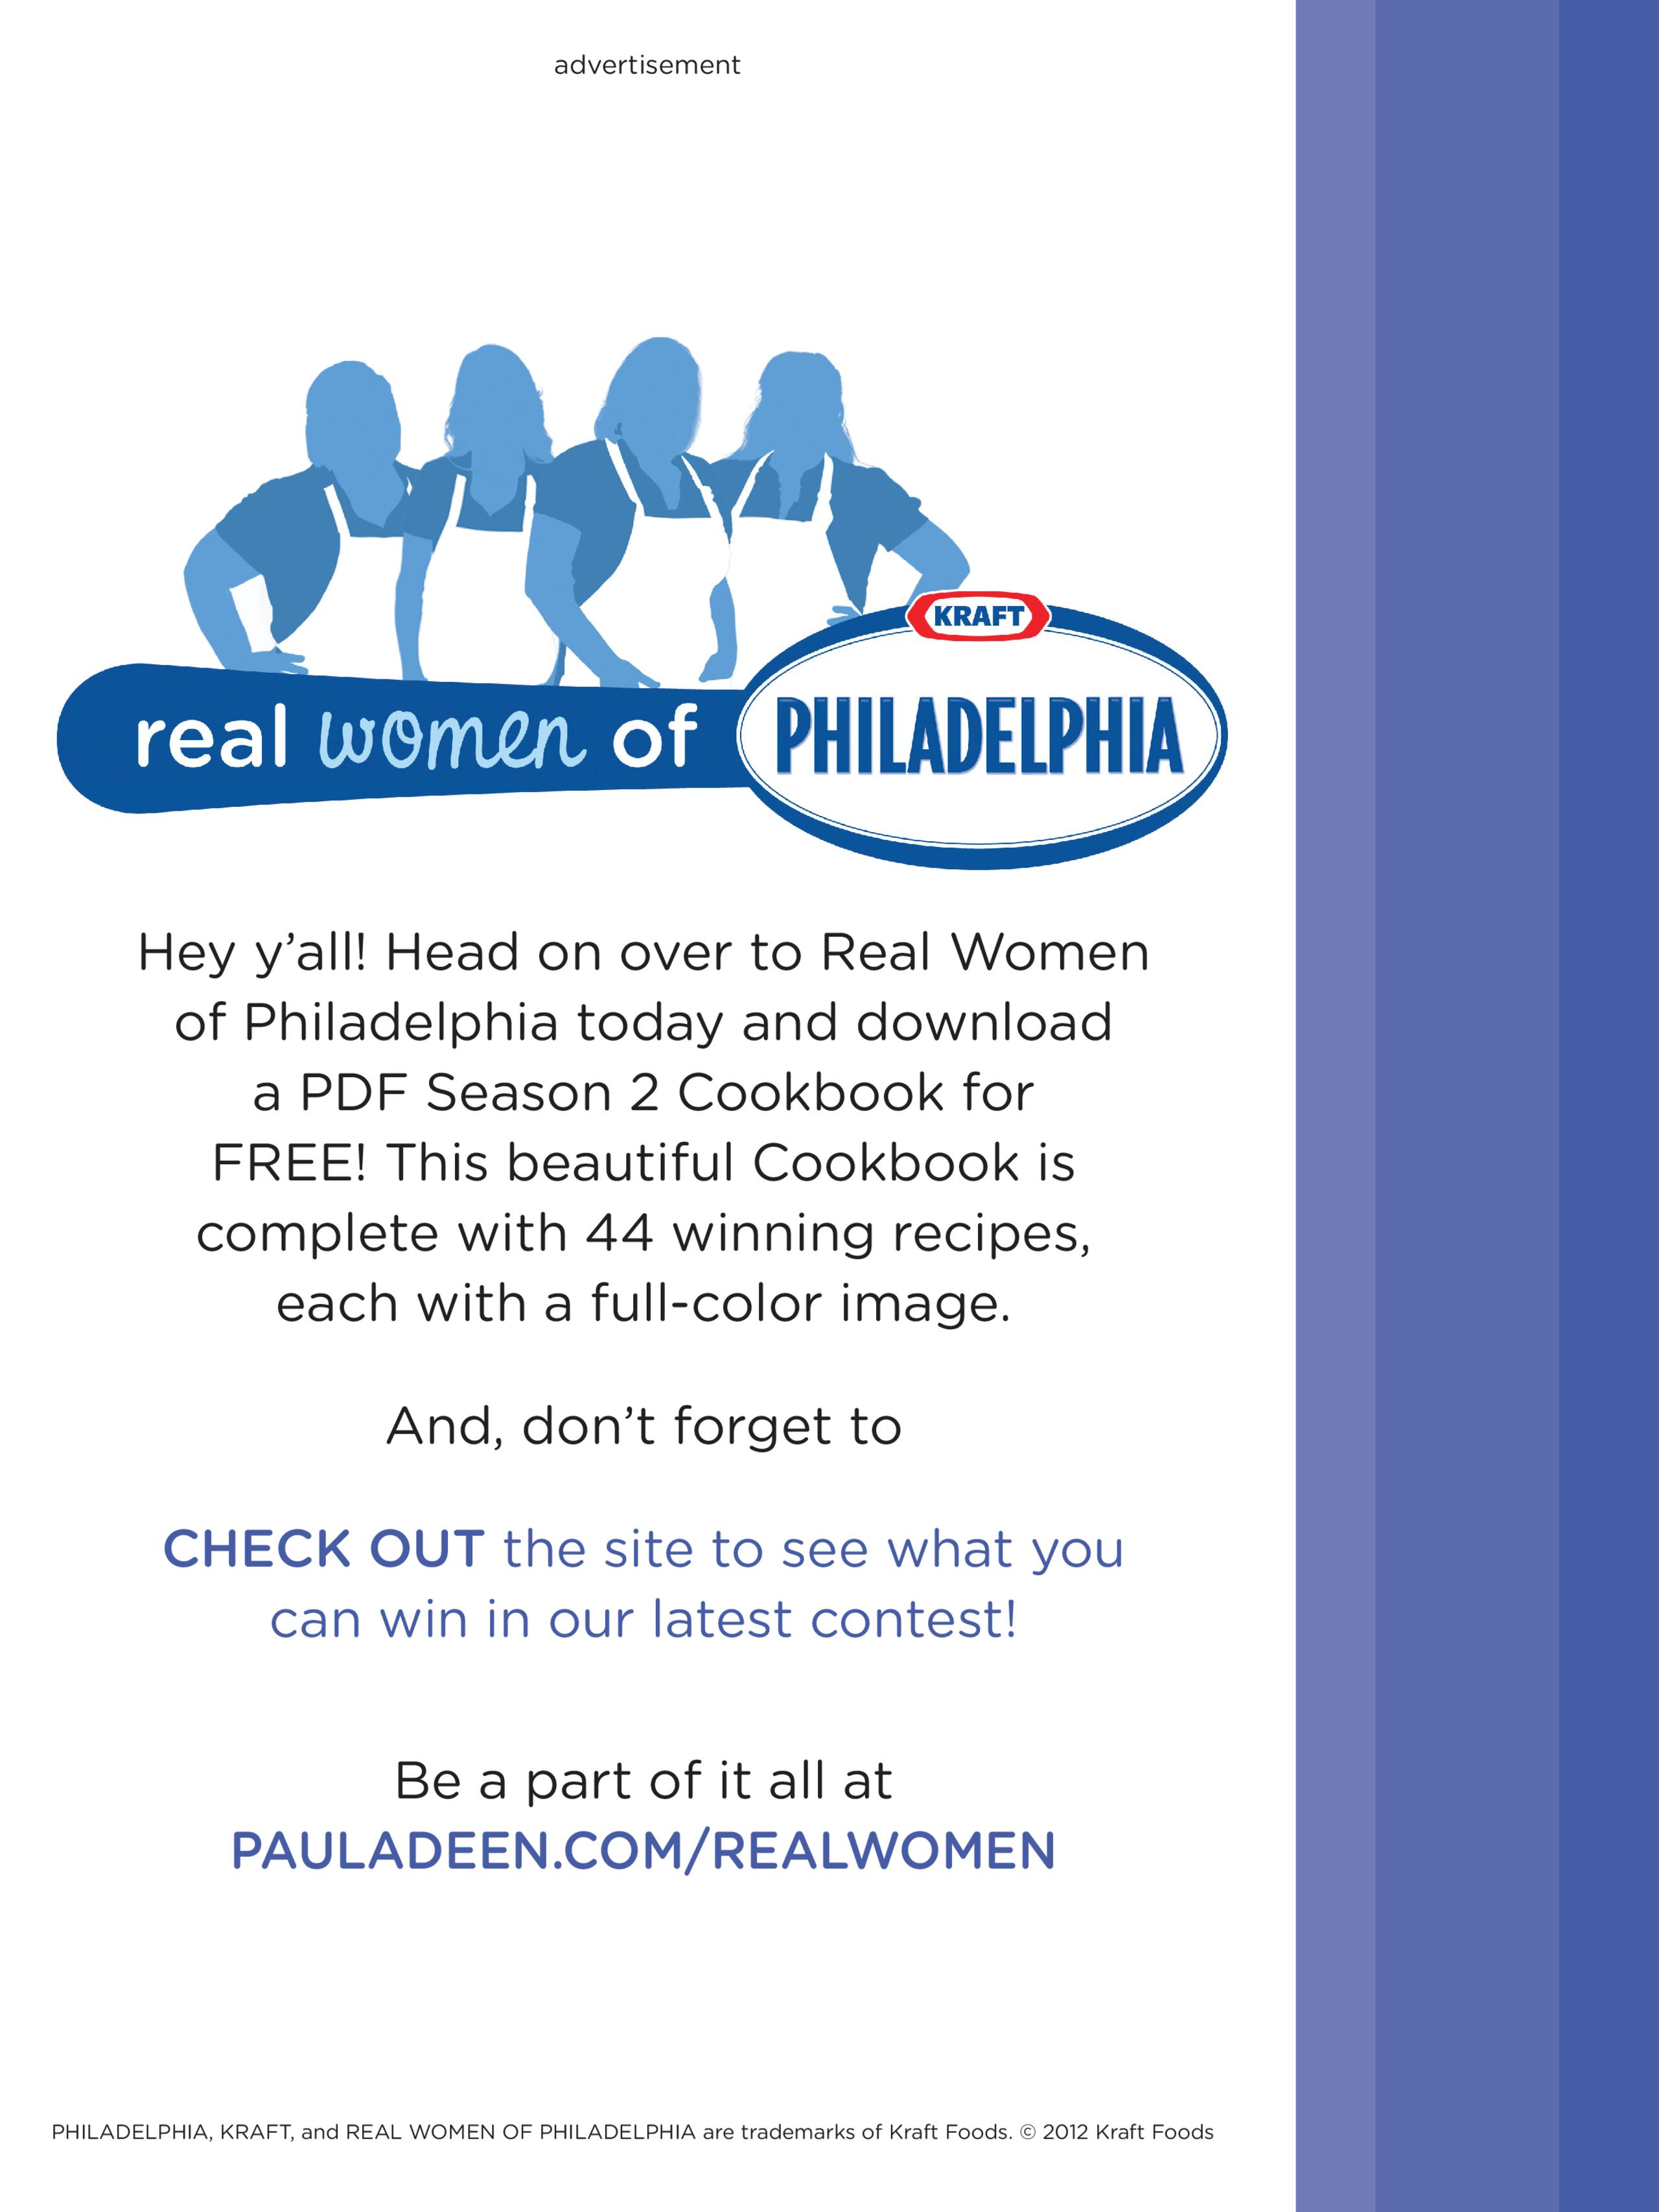 advertisement
KRAFT
real women of PHILADELPHIA
Hey y’all! Head on over to Real Women
of Philadelphia today and download
a PDF Season 2 Cookbook for
FREE! This beautiful Cookbook is
complete with 44 winning recipes,
each with a full-color image.
And, don’t forget to
CHECK OUT the site to see what you
can win in our latest contest!
Be a part of it all at
PAULADEEN.COM/REALWOMEN
PHILADELPHIA, KRAFT, and REAL WOMEN OF PHILADELPHIA are trademarks of Kraft Foods. © 2012 Kraft Foods